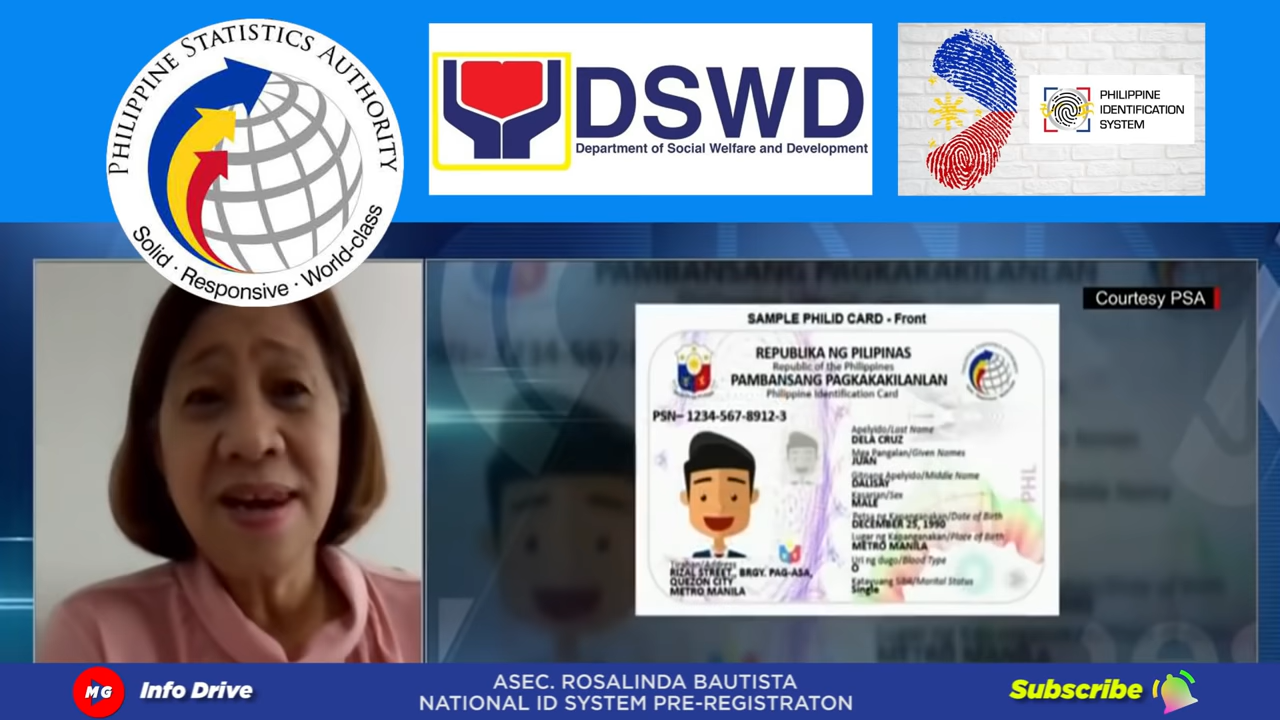 PHILIPPINE STATISTICS AUTHORITY
Solid · Responsive · World-class
DSWD
Department of Social Welfare and Development
PHILIPPINE
IDENTIFICATION
SYSTEM
PAMBANSANG PAGKAKAKILANLAN
Courtesy PSA
SAMPLE PHILID CARD - Front
REPUBLIKA NG PILIPINAS
Republic of the Philippines
PAMBANSANG PAGKAKAKILANLAN
Philippine Identification Card
PSN– 1234-567-8912-3
Apelyido/Last Name
DELA CRUZ
Mga Pangalan/Given Names
JUAN
Gitnang Apelyido/Middle Name
DALISAY
Kasarian/Sex
MALE
Petsa ng Kapanganakan/Date of Birth
DECEMBER 25, 1990
Lugar ng Kapanganakan/Place of Birth
METRO MANILA
Uri ng dugo/Blood Type
O
Katayuang Sibil/Marital Status
Single
PHL
Tirahan/Address
RIZAL STREET., BRGY. PAG-ASA,
QUEZON CITY
METRO MANILA
MG
Info Drive
ASEC. ROSALINDA BAUTISTA
NATIONAL ID SYSTEM PRE-REGISTRATON
Subscribe